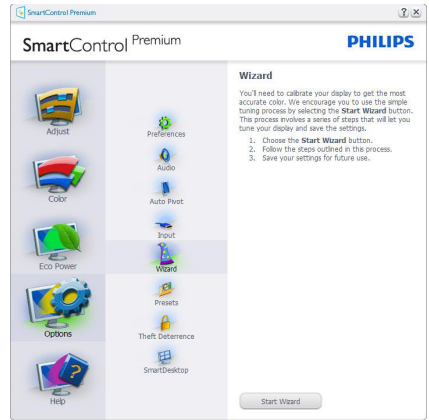 SmartControl Premium
? ×
SmartControl Premium
PHILIPS
Adjust
Color
Eco Power
Options
Help
Preferences
Audio
Auto Pivot
Input
Wizard
Presets
Theft Deterrence
SmartDesktop
Wizard
You'll need to calibrate your display to get the most
accurate color. We encourage you to use the simple
tuning process by selecting the Start Wizard button.
This process involves a series of steps that will let you
tune your display and save the settings.
1. Choose the Start Wizard button.
2. Follow the steps outlined in this process.
3. Save your settings for future use.
Start Wizard